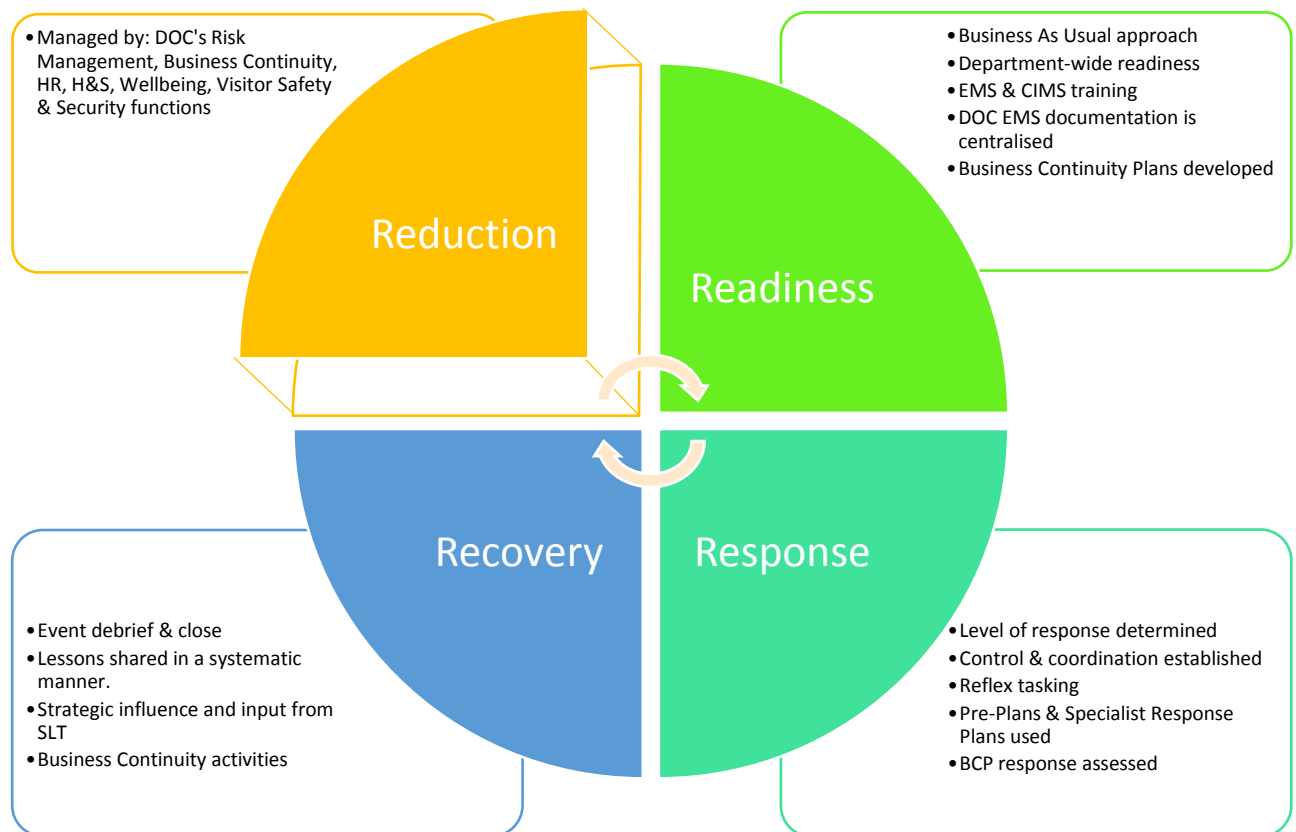 •Managed by: DOC's Risk
Management, Business Continuity,
HR, H&S, Wellbeing, Visitor Safety
& Security functions
Reduction
•Business As Usual approach
•Department-wide readiness
•EMS & CIMS training
•DOC EMS documentation is
centralised
•Business Continuity Plans developed
Readiness
Recovery
•Event debrief & close
•Lessons shared in a systematic
manner.
•Strategic influence and input from
SLT
•Business Continuity activities
Response
•Level of response determined
•Control & coordination established
•Reflex tasking
•Pre-Plans & Specialist Response
Plans used
•BCP response assessed